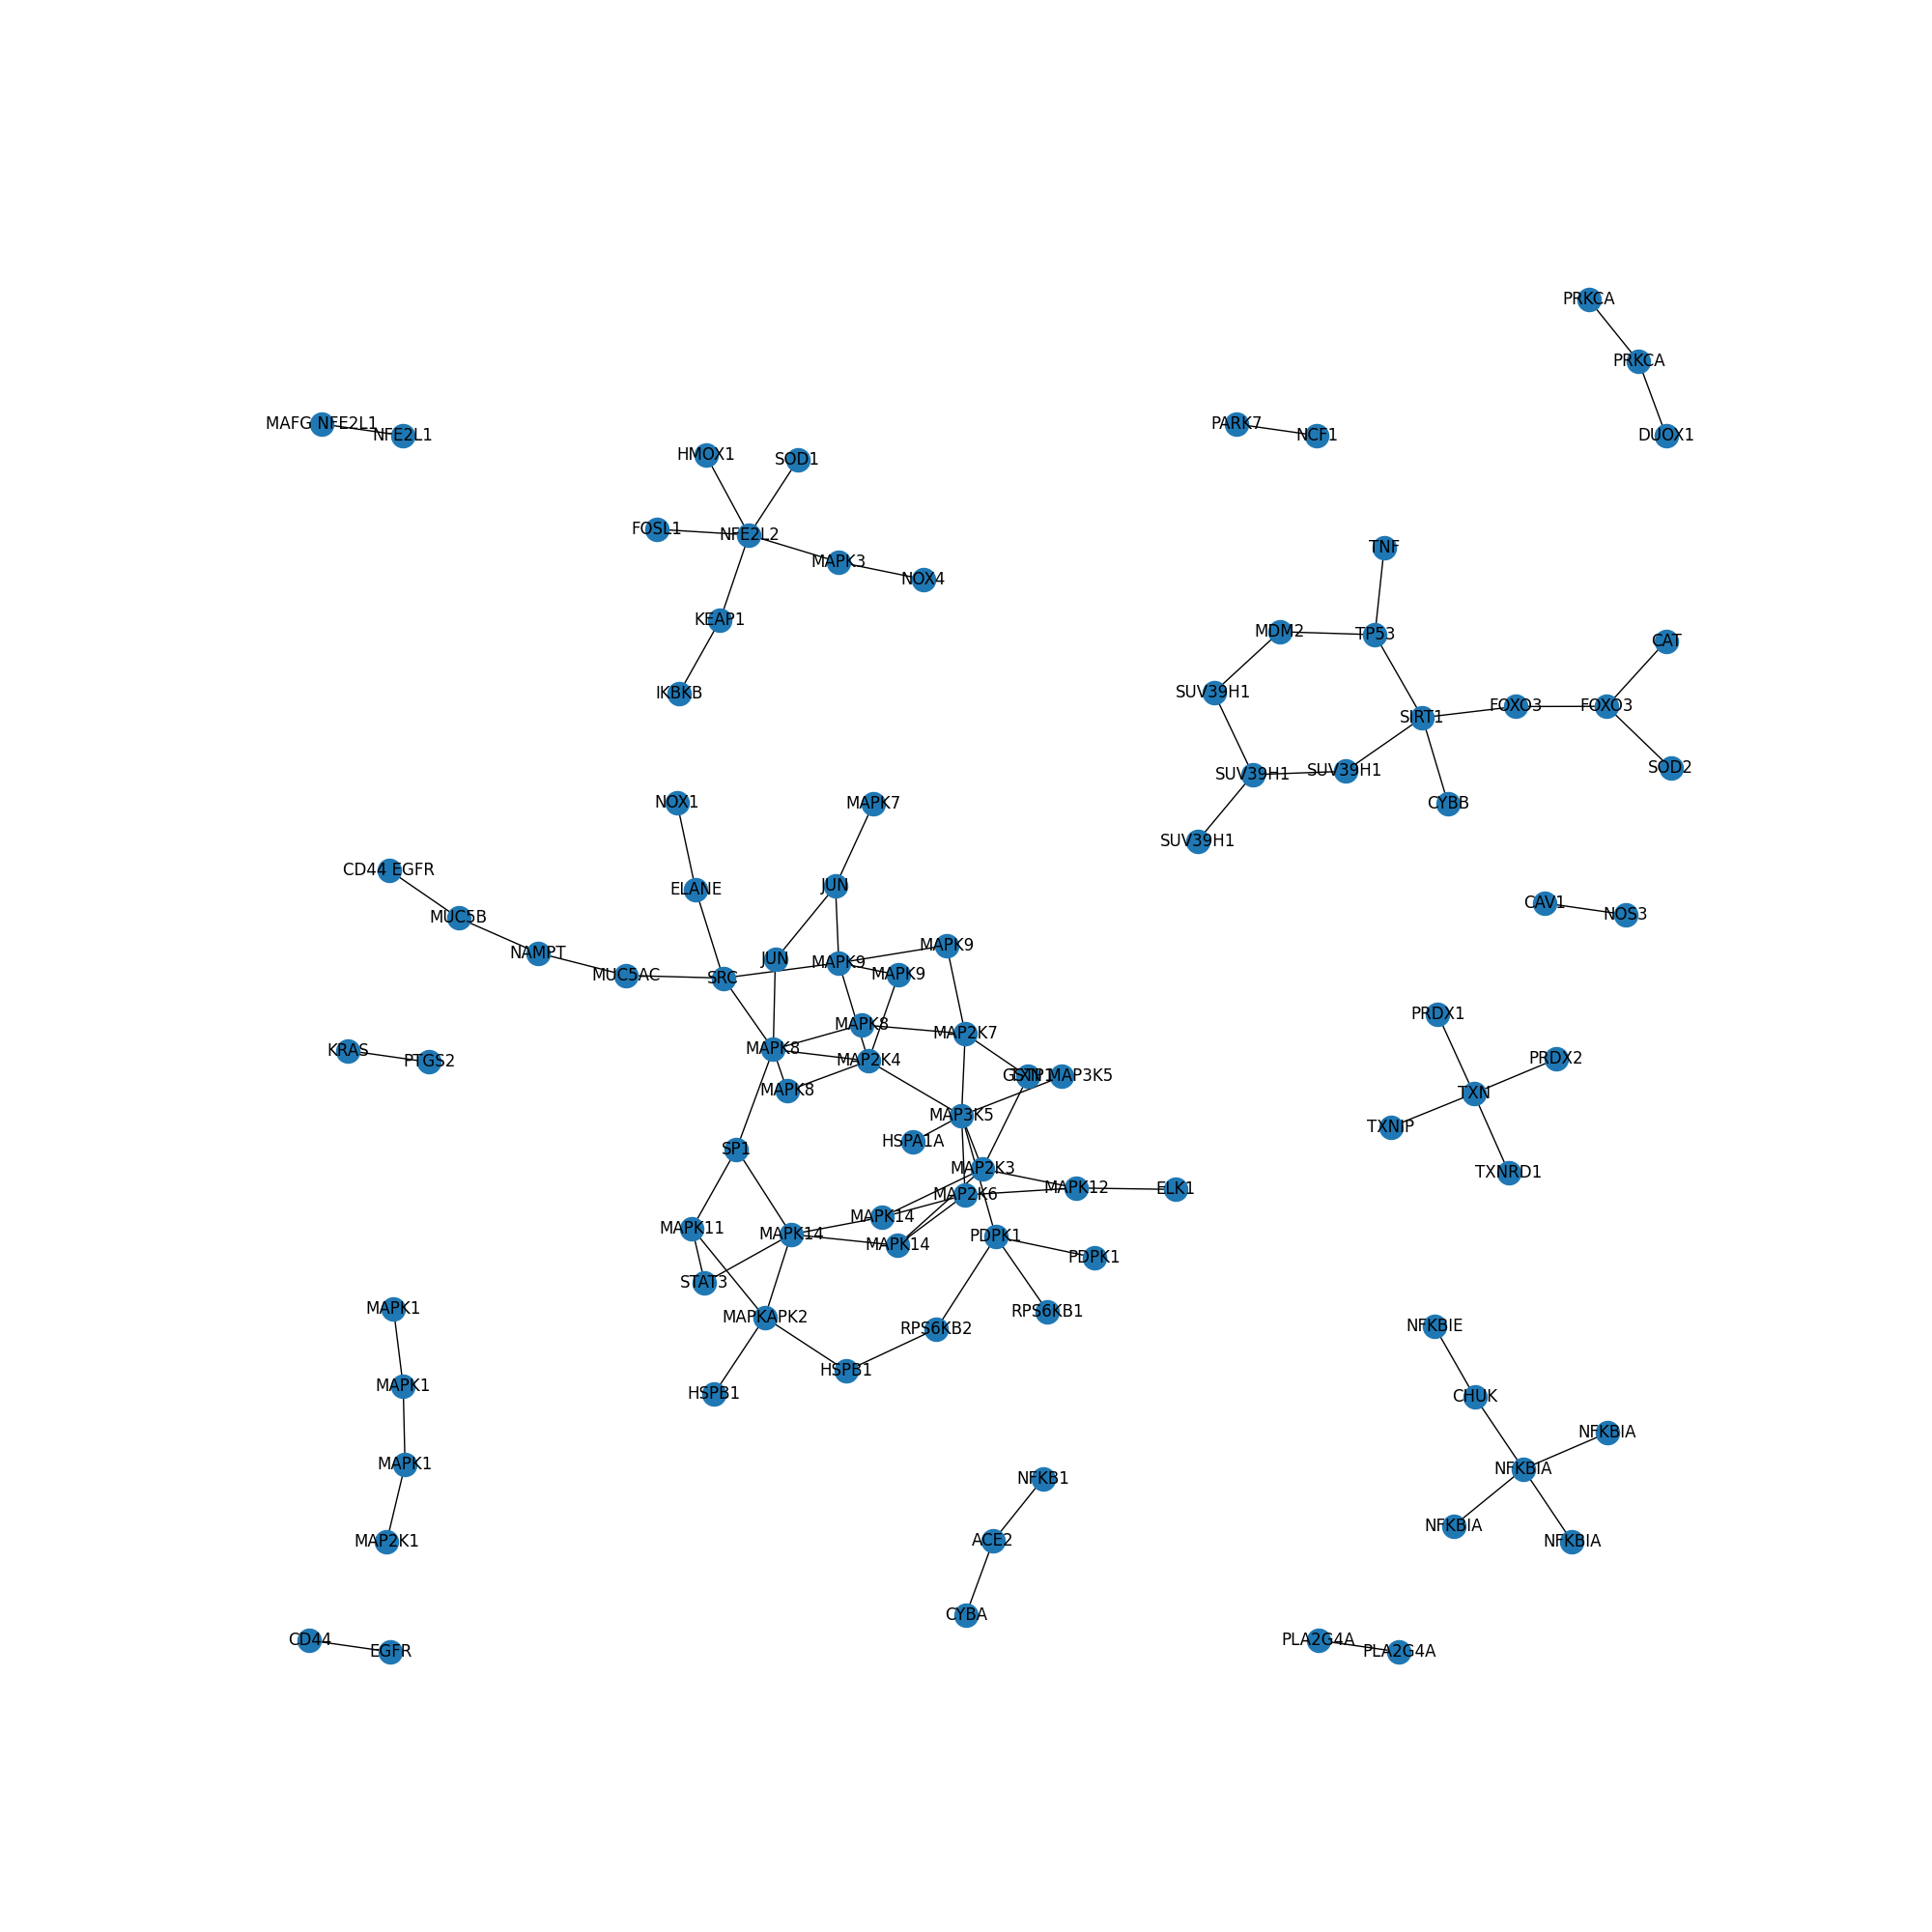 PRKCA
PRKCA
MAFG NFE2L1
NFE2L1
PARK7
NCF1
DUOX1
HMOX1
SOD1
FOSL1
NFE2L2
MAPK3
NOX4
KEAP1
IKBKB
TNF
MDM2
TP53
CAT
SUV39H1
SIRT1
FOXO3
FOXO3
SUV39H1
SUV39H1
SOD2
CYBB
SUV39H1
NOX1
MAPK7
CD44 EGFR
ELANE
JUN
MUC5B
CAV1
NOS3
NAMPT
JUN
MAPK9
MAPK9
MUC5AC
SRC
MAPK9
PRDX1
MAPK8
MAP2K7
KRAS
PTGS2
MAPK8
MAP2K4
PRDX2
GSTP1
TXN MAP3K5
MAPK8
TXN
MAP3K5
TXNIP
HSPA1A
SP1
MAP2K3
TXNRD1
MAP2K6
MAPK12
ELK1
MAPK14
MAPK11
MAPK14
MAPK14
PDPK1
PDPK1
STAT3
MAPK1
MAPKAPK2
RPS6KB1
RPS6KB2
NFKBIE
HSPB1
MAPK1
HSPB1
CHUK
NFKBIA
MAPK1
NFKB1
NFKBIA
NFKBIA
MAP2K1
ACE2
NFKBIA
CYBA
CD44
EGFR
PLA2G4A
PLA2G4A